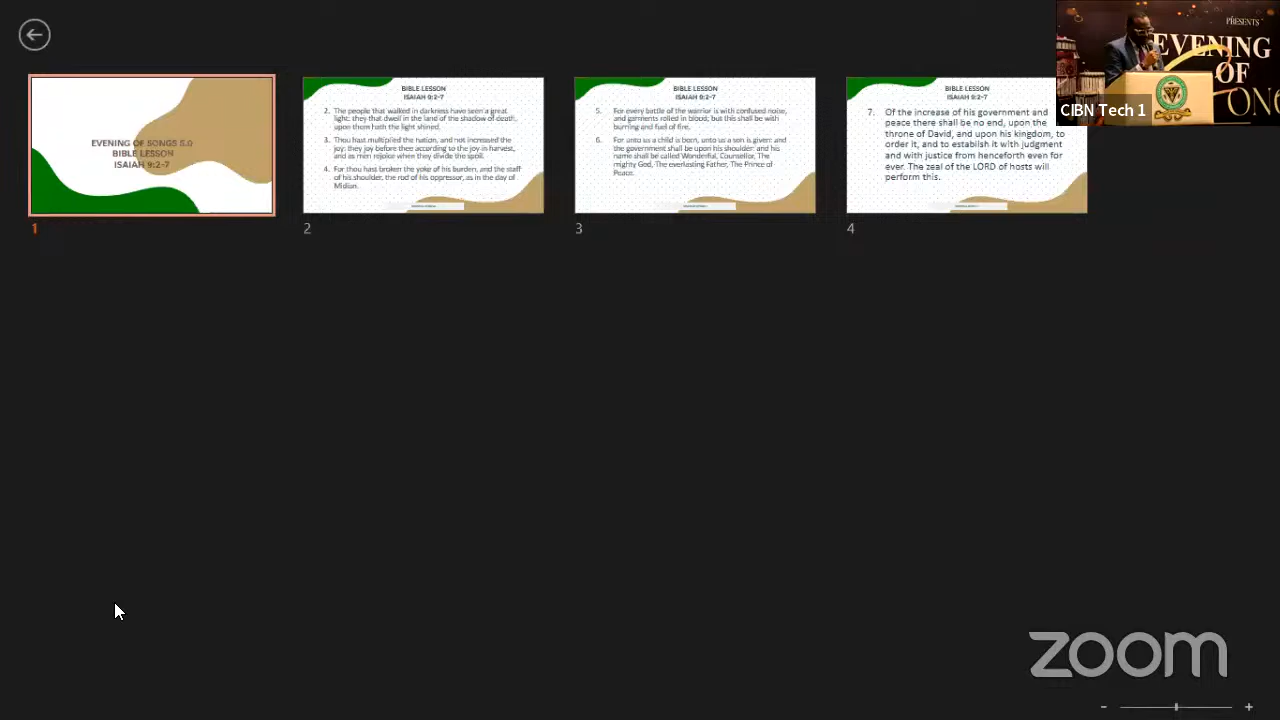 EVENING OF SONGS 5.0
BIBLE LESSON
ISAIAH 9:2-7
1
BIBLE LESSON
ISAIAH 9:2-7
2. The people that walked in darkness have seen a great
light: they that dwell in the land of the shadow of death,
upon them hath the light shined.
3. Thou hast multiplied the nation, and not increased the
joy: they joy before thee according to the joy in harvest,
and as men rejoice when they divide the spoil.
4. For thou hast broken the yoke of his burden, and the staff
of his shoulder, the rod of his oppressor, as in the day of
Midian.
2
BIBLE LESSON
ISAIAH 9:2-7
5. For every battle of the warrior is with confused noise,
and garments rolled in blood; but this shall be with
burning and fuel of fire.
6. For unto us a child is born, unto us a son is given: and
the government shall be upon his shoulder: and his
name shall be called Wonderful, Counsellor, The
mighty God, The everlasting Father, The Prince of
Peace.
3
BIBLE LESSON
ISAIAH 9:2-7
7. Of the increase of his government and
peace there shall be no end, upon the
throne of David, and upon his kingdom, to
order it, and to establish it with judgment
and with justice from henceforth even for
ever. The zeal of the LORD of hosts will
perform this.
4
PRESENTS
EVENING
OF
CIBN Tech 1
zoom